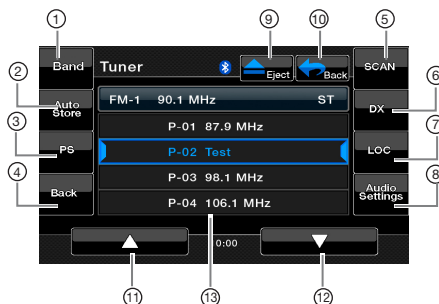 ① ⑨ ⑩ ⑤
Band Tuner Eject Back SCAN
② Auto Store FM-1 90.1 MHz ST DX ⑥
P-01 87.9 MHz
③ PS P-02 Test LOC ⑦
P-03 98.1 MHz
④ Back Audio Settings ⑧
P-04 106.1 MHz
0:00
⑪ ⑬ ⑫